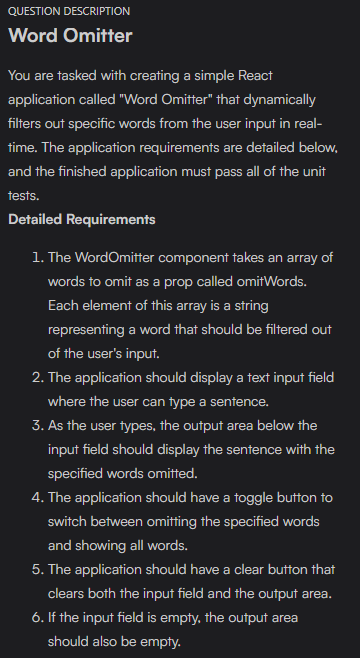 QUESTION DESCRIPTION
Word Omitter
You are tasked with creating a simple React
application called "Word Omitter" that dynamically
filters out specific words from the user input in real-
time. The application requirements are detailed below,
and the finished application must pass all of the unit
tests.
Detailed Requirements
1. The WordOmitter component takes an array of
words to omit as a prop called omitWords.
Each element of this array is a string
representing a word that should be filtered out
of the user's input.
2. The application should display a text input field
where the user can type a sentence.
3. As the user types, the output area below the
input field should display the sentence with the
specified words omitted.
4. The application should have a toggle button to
switch between omitting the specified words
and showing all words.
5. The application should have a clear button that
clears both the input field and the output area.
6. If the input field is empty, the output area
should also be empty.